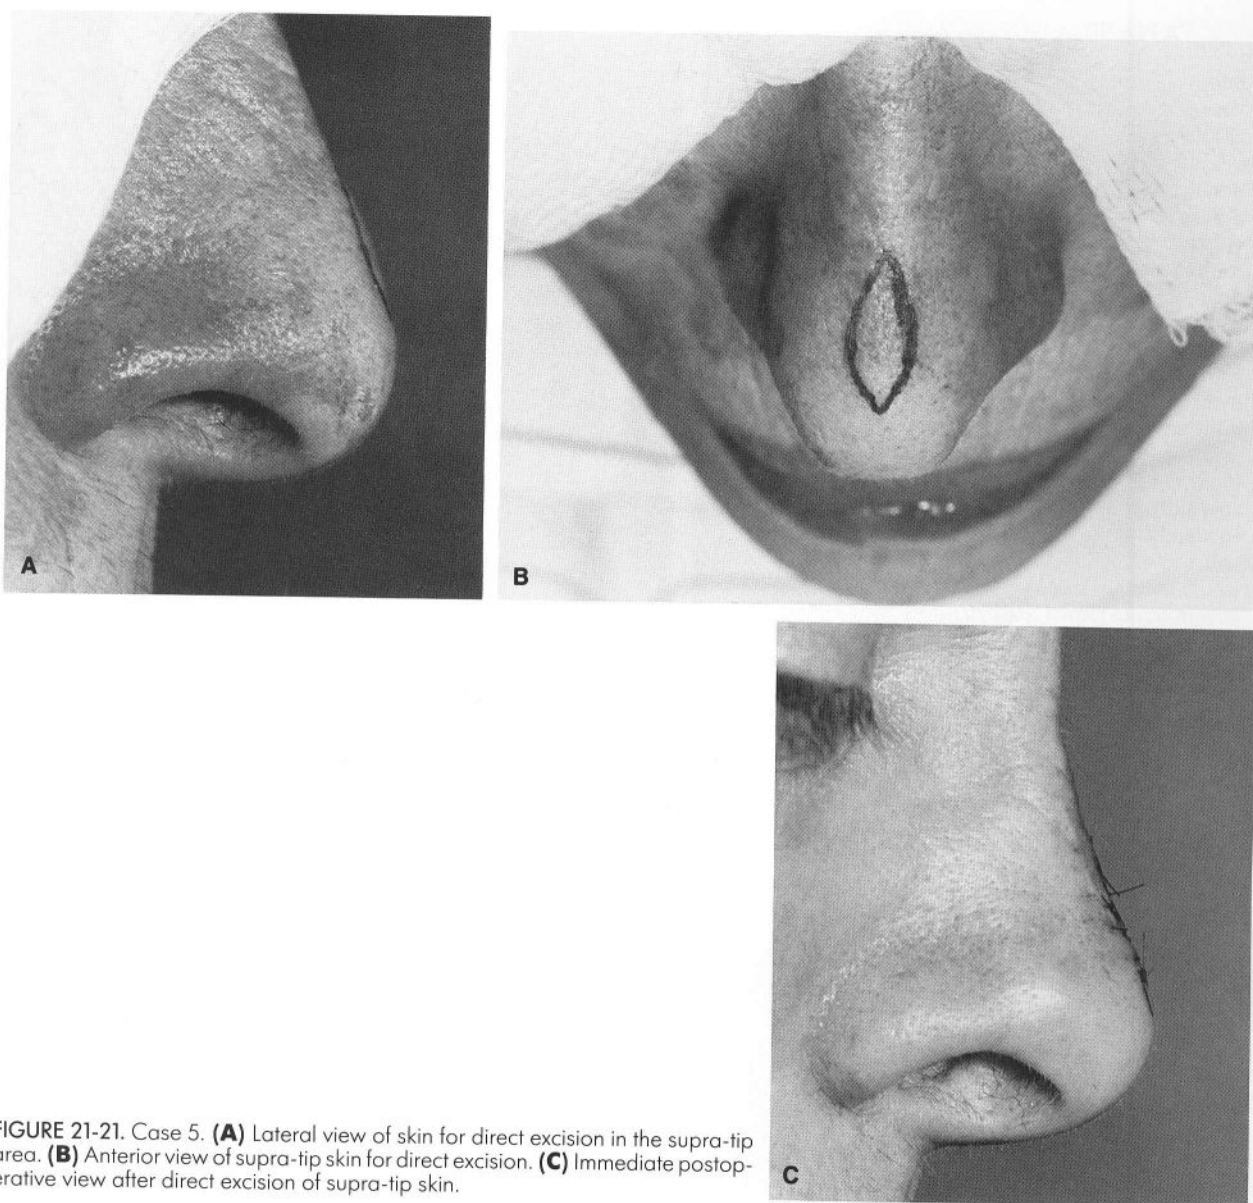 A
B
C
FIGURE 21-21. Case 5. (A) Lateral view of skin for direct excision in the supra-tip
area. (B) Anterior view of supra-tip skin for direct excision. (C) Immediate postop-
erative view after direct excision of supra-tip skin.